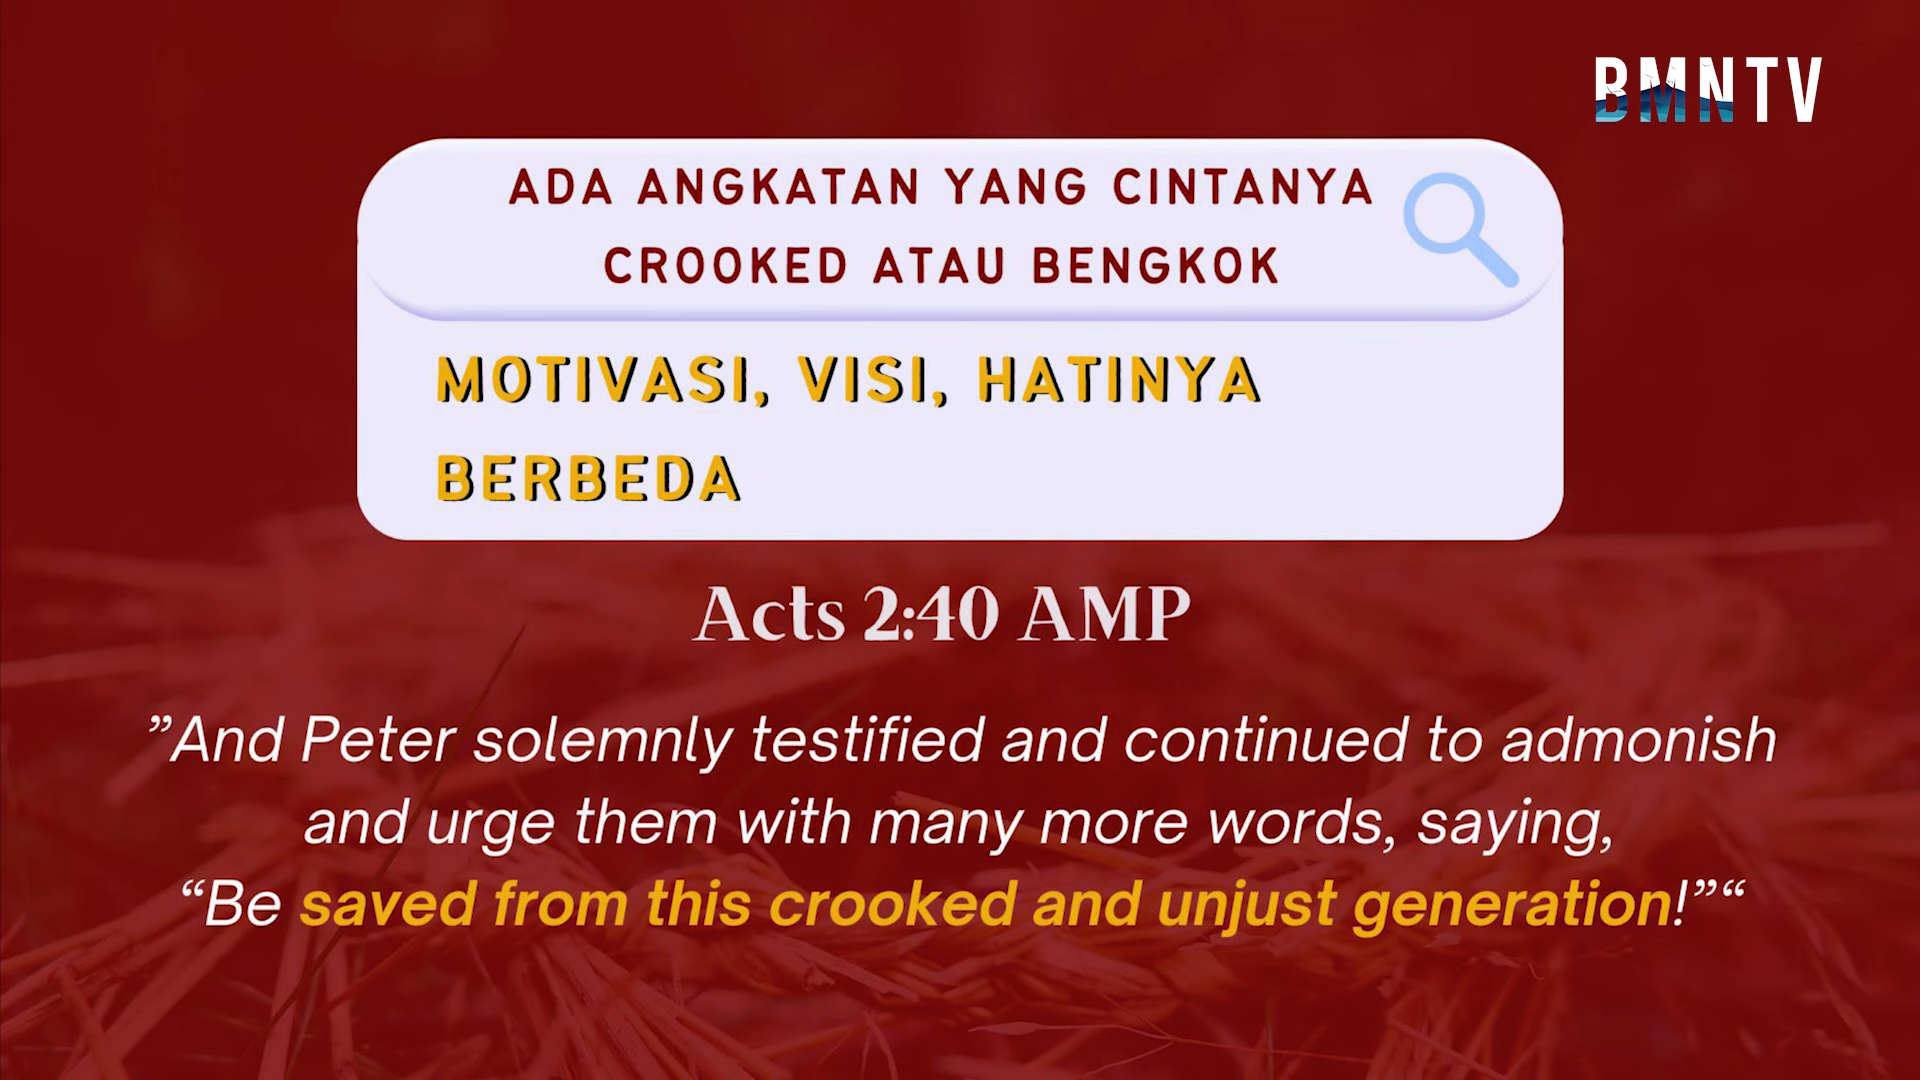 BMNTV
ADA ANGKATAN YANG CINTANYA
CROOKED ATAU BENGKOK
MOTIVASI, VISI, HATINYA
BERBEDA
Acts 2:40 AMP
”And Peter solemnly testified and continued to admonish
and urge them with many more words, saying,
“Be saved from this crooked and unjust generation!”“